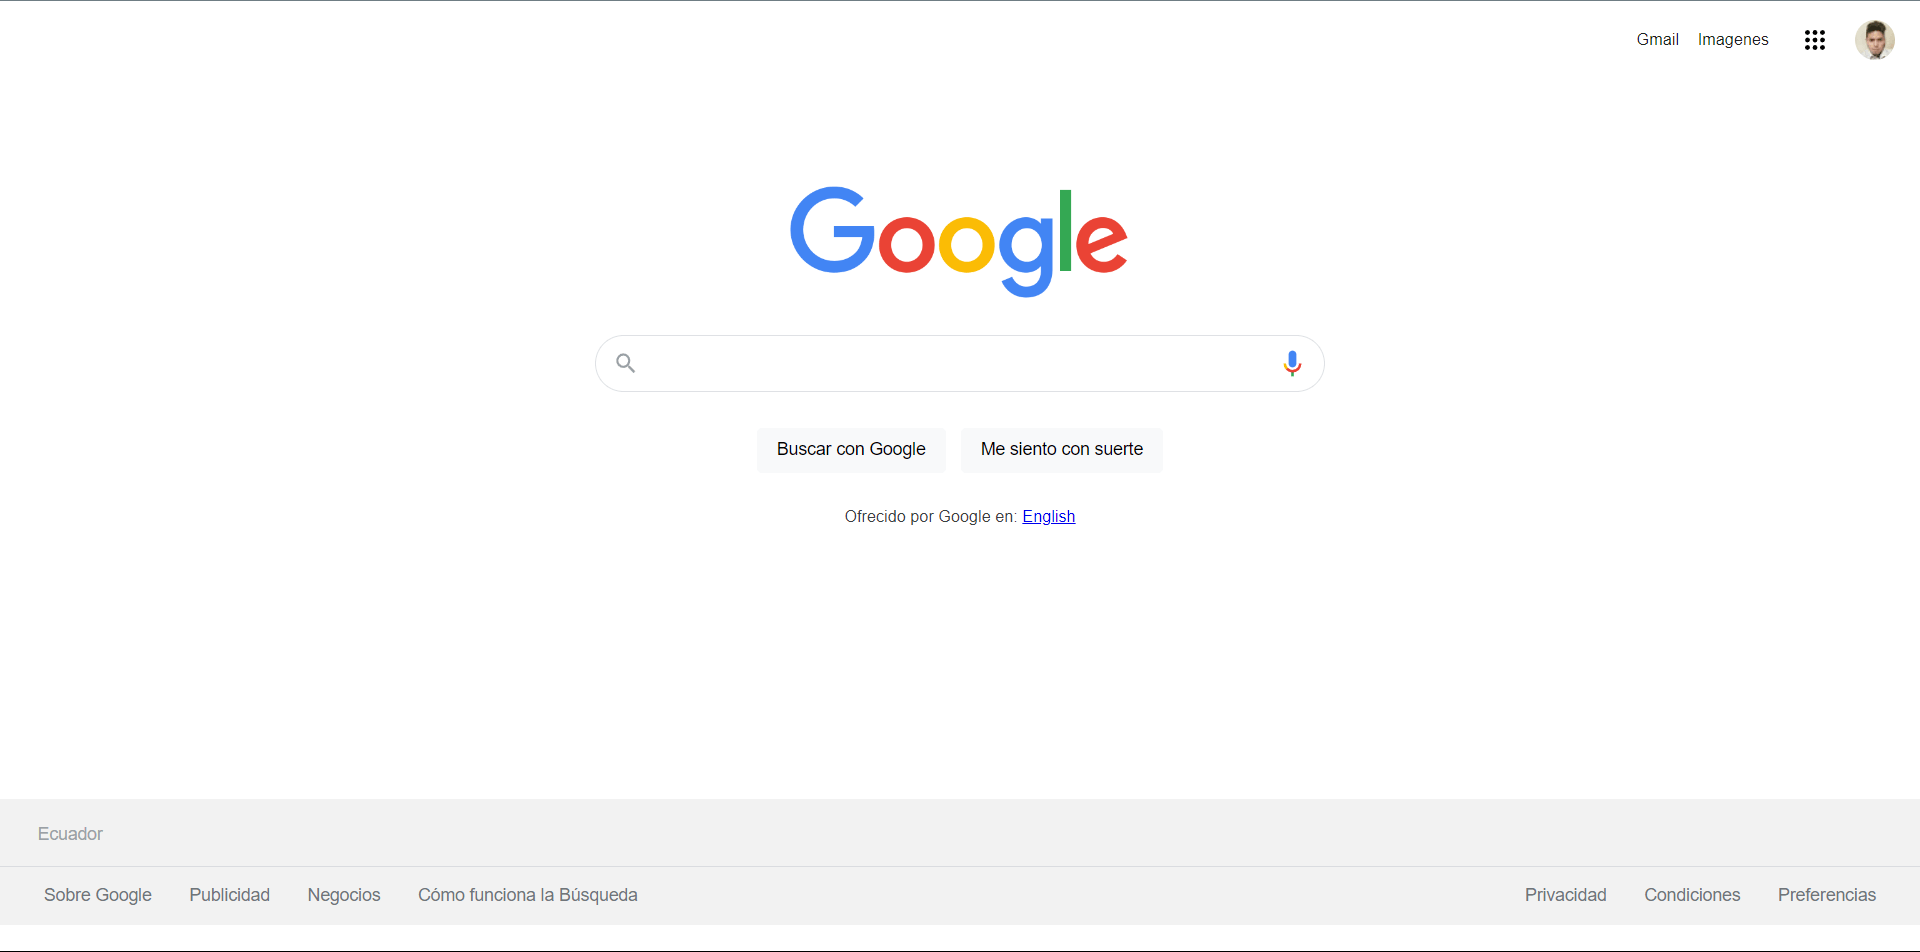 Gmail Imagenes
Google
Buscar con Google Me siento con suerte
Ofrecido por Google en: English
Ecuador
Sobre Google Publicidad Negocios Cómo funciona la Búsqueda Privacidad Condiciones Preferencias